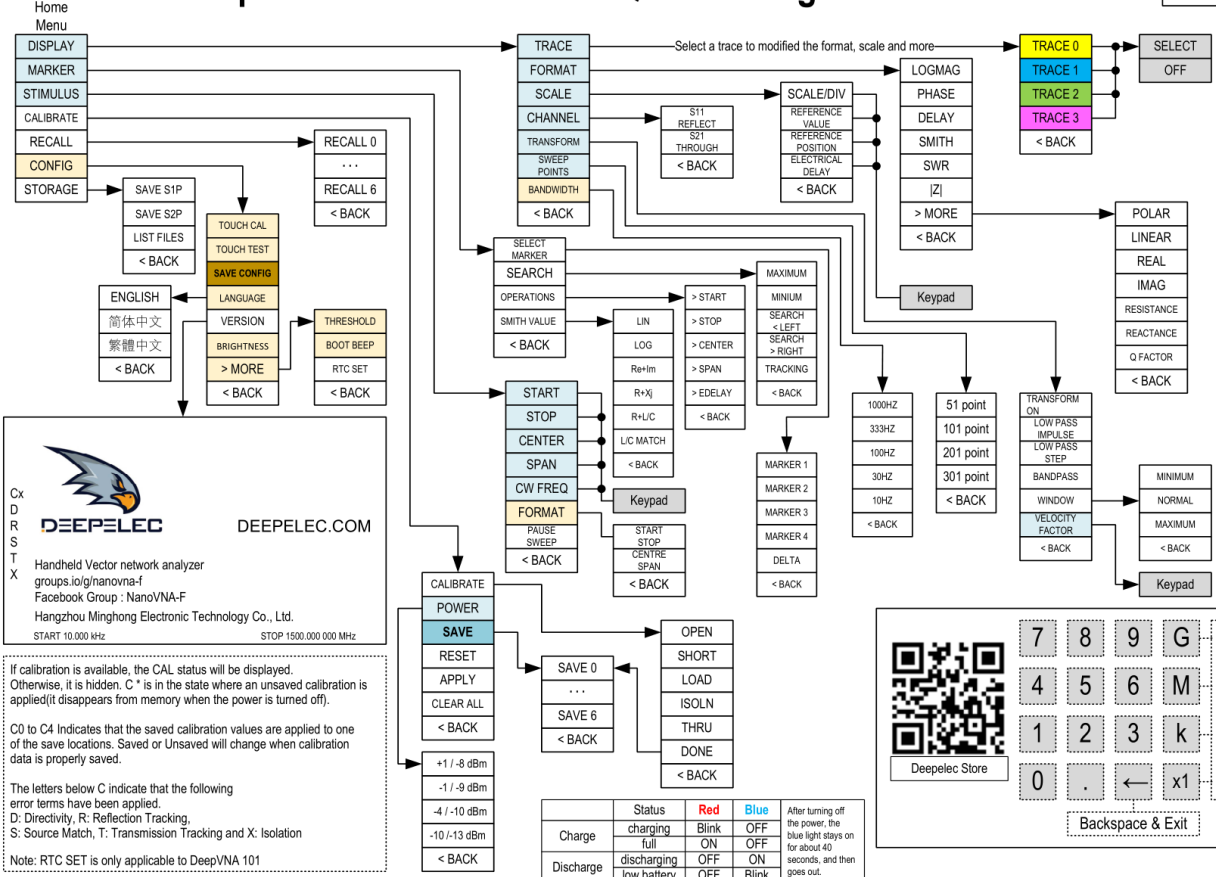 Home
Menu
DISPLAY
MARKER
STIMULUS
CALIBRATE
RECALL
CONFIG
STORAGE
RECALL 0
...
RECALL 6
< BACK
SAVE S1P
SAVE S2P
LIST FILES
< BACK
TOUCH CAL
TOUCH TEST
SAVE CONFIG
LANGUAGE
VERSION
BRIGHTNESS
> MORE
< BACK
ENGLISH
简体中文
繁體中文
< BACK
THRESHOLD
BOOT BEEP
RTC SET
< BACK
TRACE
FORMAT
SCALE
CHANNEL
TRANSFORM
SWEEP
POINTS
BANDWIDTH
< BACK
Select a trace to modified the format, scale and more
TRACE 0
TRACE 1
TRACE 2
TRACE 3
< BACK
SELECT
OFF
LOGMAG
PHASE
DELAY
SMITH
SWR
|Z|
> MORE
< BACK
SCALE/DIV
REFERENCE
VALUE
REFERENCE
POSITION
ELECTRICAL
DELAY
< BACK
S11
REFLECT
S21
THROUGH
< BACK
POLAR
LINEAR
REAL
IMAG
RESISTANCE
REACTANCE
Q FACTOR
< BACK
Keypad
SELECT
MARKER
SEARCH
OPERATIONS
SMITH VALUE
< BACK
MAXIMUM
MINIUM
SEARCH
< LEFT
SEARCH
> RIGHT
TRACKING
< BACK
> START
> STOP
> CENTER
> SPAN
> EDELAY
< BACK
LIN
LOG
Re+Im
R+Xj
R+L/C
L/C MATCH
< BACK
START
STOP
CENTER
SPAN
CW FREQ
FORMAT
PAUSE
SWEEP
< BACK
Keypad
START
STOP
CENTRE
SPAN
< BACK
MARKER 1
MARKER 2
MARKER 3
MARKER 4
DELTA
< BACK
1000HZ
333HZ
100HZ
30HZ
10HZ
< BACK
51 point
101 point
201 point
301 point
< BACK
TRANSFORM
ON
LOW PASS
IMPULSE
LOW PASS
STEP
BANDPASS
WINDOW
VELOCITY
FACTOR
< BACK
MINIMUM
NORMAL
MAXIMUM
< BACK
Keypad
Cx
D
R
S
T
X
DEEPELEC
DEEPELEC.COM
Handheld Vector network analyzer
groups.io/g/nanovna-f
Facebook Group : NanoVNA-F
Hangzhou Minghong Electronic Technology Co., Ltd.
START 10.000 kHz
STOP 1500.000 000 MHz
CALIBRATE
POWER
SAVE
RESET
APPLY
CLEAR ALL
< BACK
OPEN
SHORT
LOAD
ISOLN
THRU
DONE
< BACK
SAVE 0
...
SAVE 6
< BACK
+1 / -8 dBm
-1 / -9 dBm
-4 / -10 dBm
-10 /-13 dBm
< BACK
If calibration is available, the CAL status will be displayed.
Otherwise, it is hidden. C * is in the state where an unsaved calibration is
applied(it disappears from memory when the power is turned off).
C0 to C4 Indicates that the saved calibration values are applied to one
of the save locations. Saved or Unsaved will change when calibration
data is properly saved.
The letters below C indicate that the following
error terms have been applied.
D: Directivity, R: Reflection Tracking,
S: Source Match, T: Transmission Tracking and X: Isolation
Note: RTC SET is only applicable to DeepVNA 101
Status Red Blue
Charge charging Blink OFF
full ON OFF
Discharge discharging OFF ON
low battery OFF Blink
After turning off
the power, the
blue light stays on
for about 40
seconds, and then
goes out.
Deepelec Store
7 8 9 G
4 5 6 M
1 2 3 k
0 . ← x1
Backspace & Exit